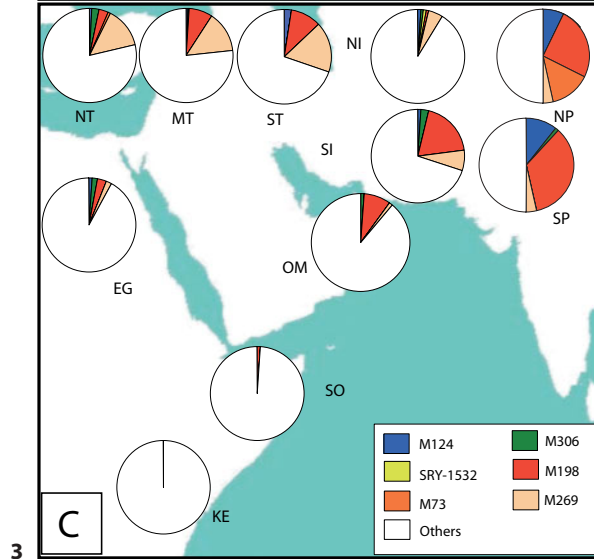 NT
MT
ST
NI
NP
SI
SP
EG
OM
SO
KE
M124
M306
SRY-1532
M198
M73
M269
Others
C
3